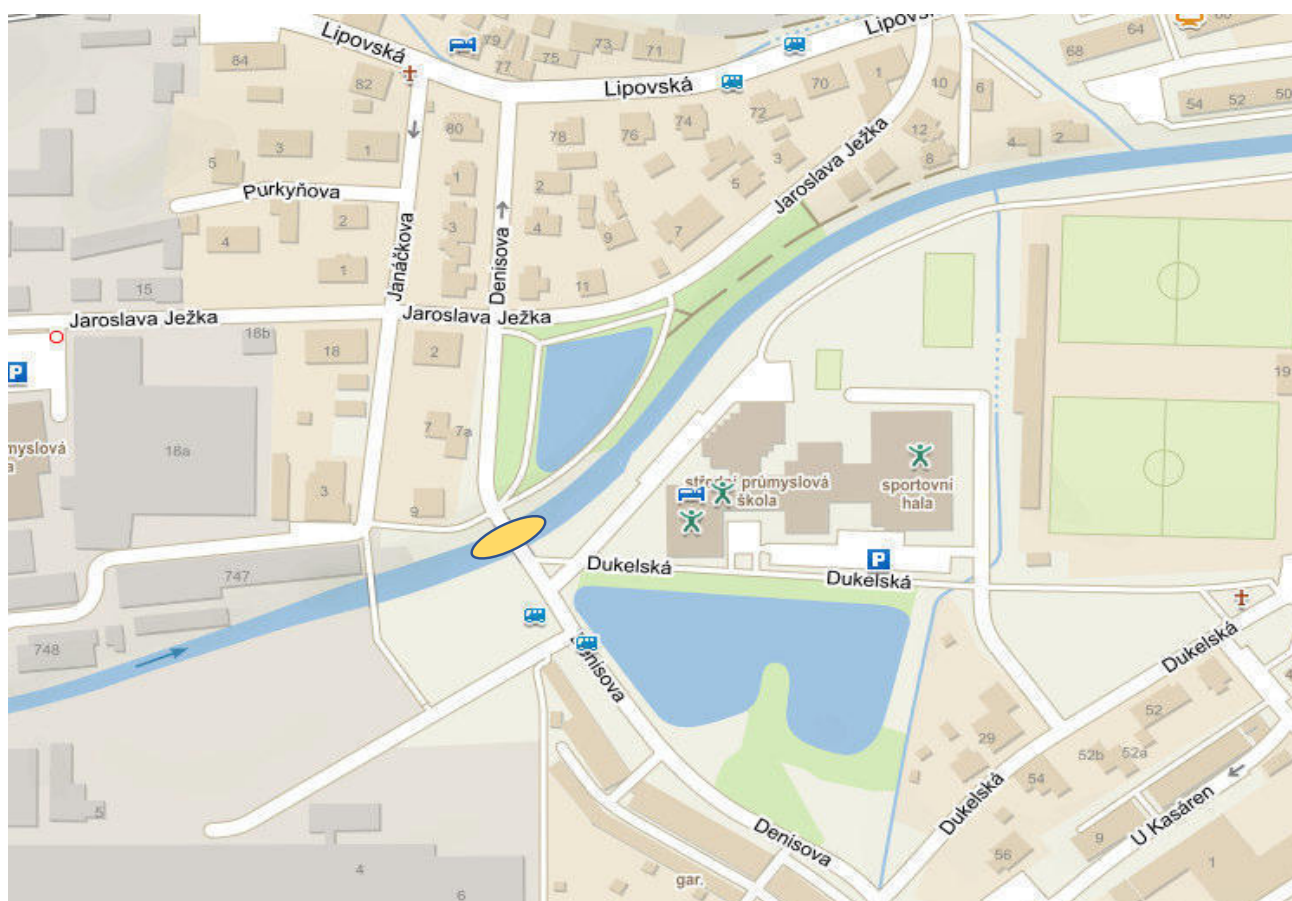 Lipovská
Lipovsk
84
79
73
71
77
75
68
64
82
Lipovská
70
1
10
6
54
52
50
72
80
78
76
74
12
4
2
3
1
5
3
8
5
1
2
Jaroslava Ježka
Purkyňova
2
3
4
9
7
4
Janáčkova
Denisova
1
15
11
Jaroslava Ježka
Jaroslava Ježka
18b
18
2
P
19
7
7a
myslová
a
18a
střední průmyslová
škola
sportovní
hala
3
9
P
Dukelská
Dukelská
747
748
Denisova
Dukelská
52
29
52b
52a
54
Dukelská
5
U Kasáren
9
Denisova
56
1
4
gar.
6